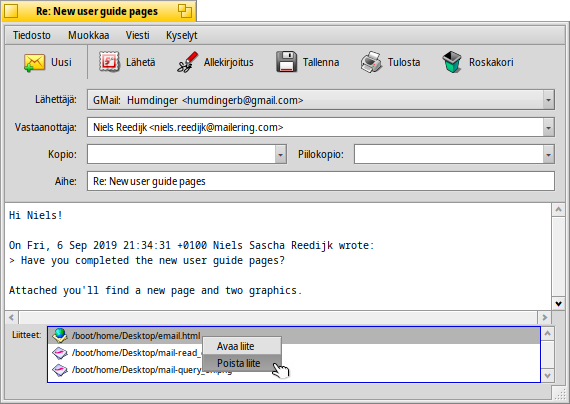 Re: New user guide pages
Tiedosto Muokkaa Viesti Kyselyt
Uusi Lähetä Allekirjoitus Tallenna Tulosta Roskakori
Lähettäjä: GMail: Humdinger <humdingerb@gmail.com>
Vastaanottaja: Niels Reedijk <niels.reedijk@mailering.com>
Kopio: Piilokopio:
Aihe: Re: New user guide pages
Hi Niels!
On Fri, 6 Sep 2019 21:34:31 +0100 Niels Sascha Reedijk wrote:
> Have you completed the new user guide pages?
Attached you'll find a new page and two graphics.
Liitteet: /boot/home/Desktop/email.html
Avaa liite
/boot/home/Desktop/mail-read_
Poista liite
/boot/home/Desktop/mail-query_